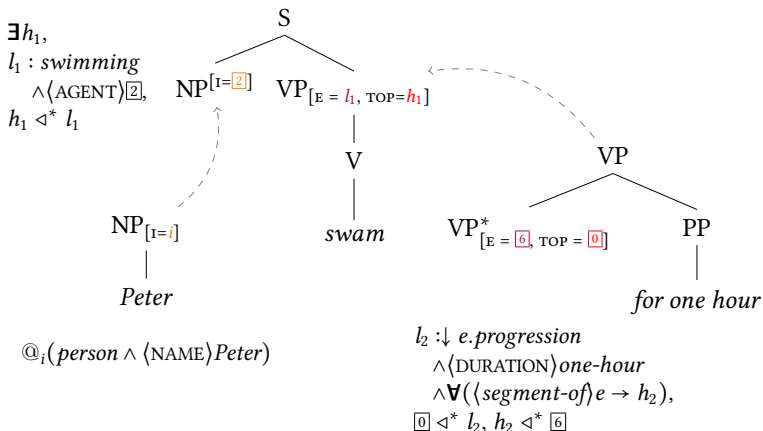 S
∃h₁,
l₁ : swimming
∧⟨AGENT⟩2,
h₁ ◁* l₁
NP[I=2] VP[E = l₁, TOP=h₁]
V
VP
NP[I=i]
swam
VP*[E = 6, TOP = 0] PP
Peter
for one hour
@ᵢ(person ∧ ⟨NAME⟩Peter)
l₂ :↓ e.progression
∧⟨DURATION⟩one-hour
∧∀(⟨segment-of⟩e → h₂),
0 ◁* l₂, h₂ ◁* 6